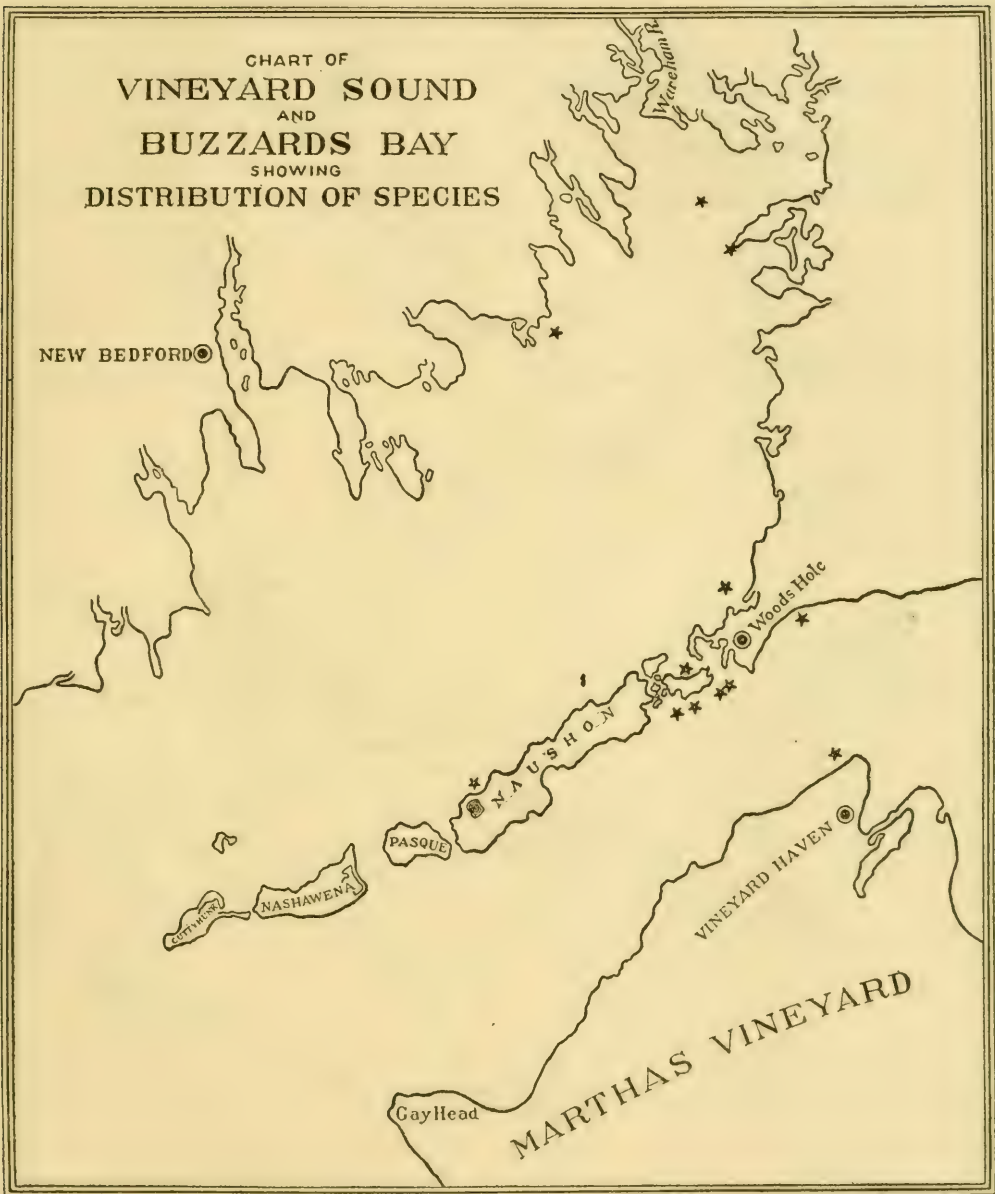 CHART OF
VINEYARD SOUND
AND
BUZZARDS BAY
SHOWING
DISTRIBUTION OF SPECIES
Wareham R.
NEW BEDFORD
Woods Hole
NAUSHON
PASQUE
NASHAWENA
CUTTYHUNK
VINEYARD HAVEN
MARTHAS VINEYARD
Gay Head